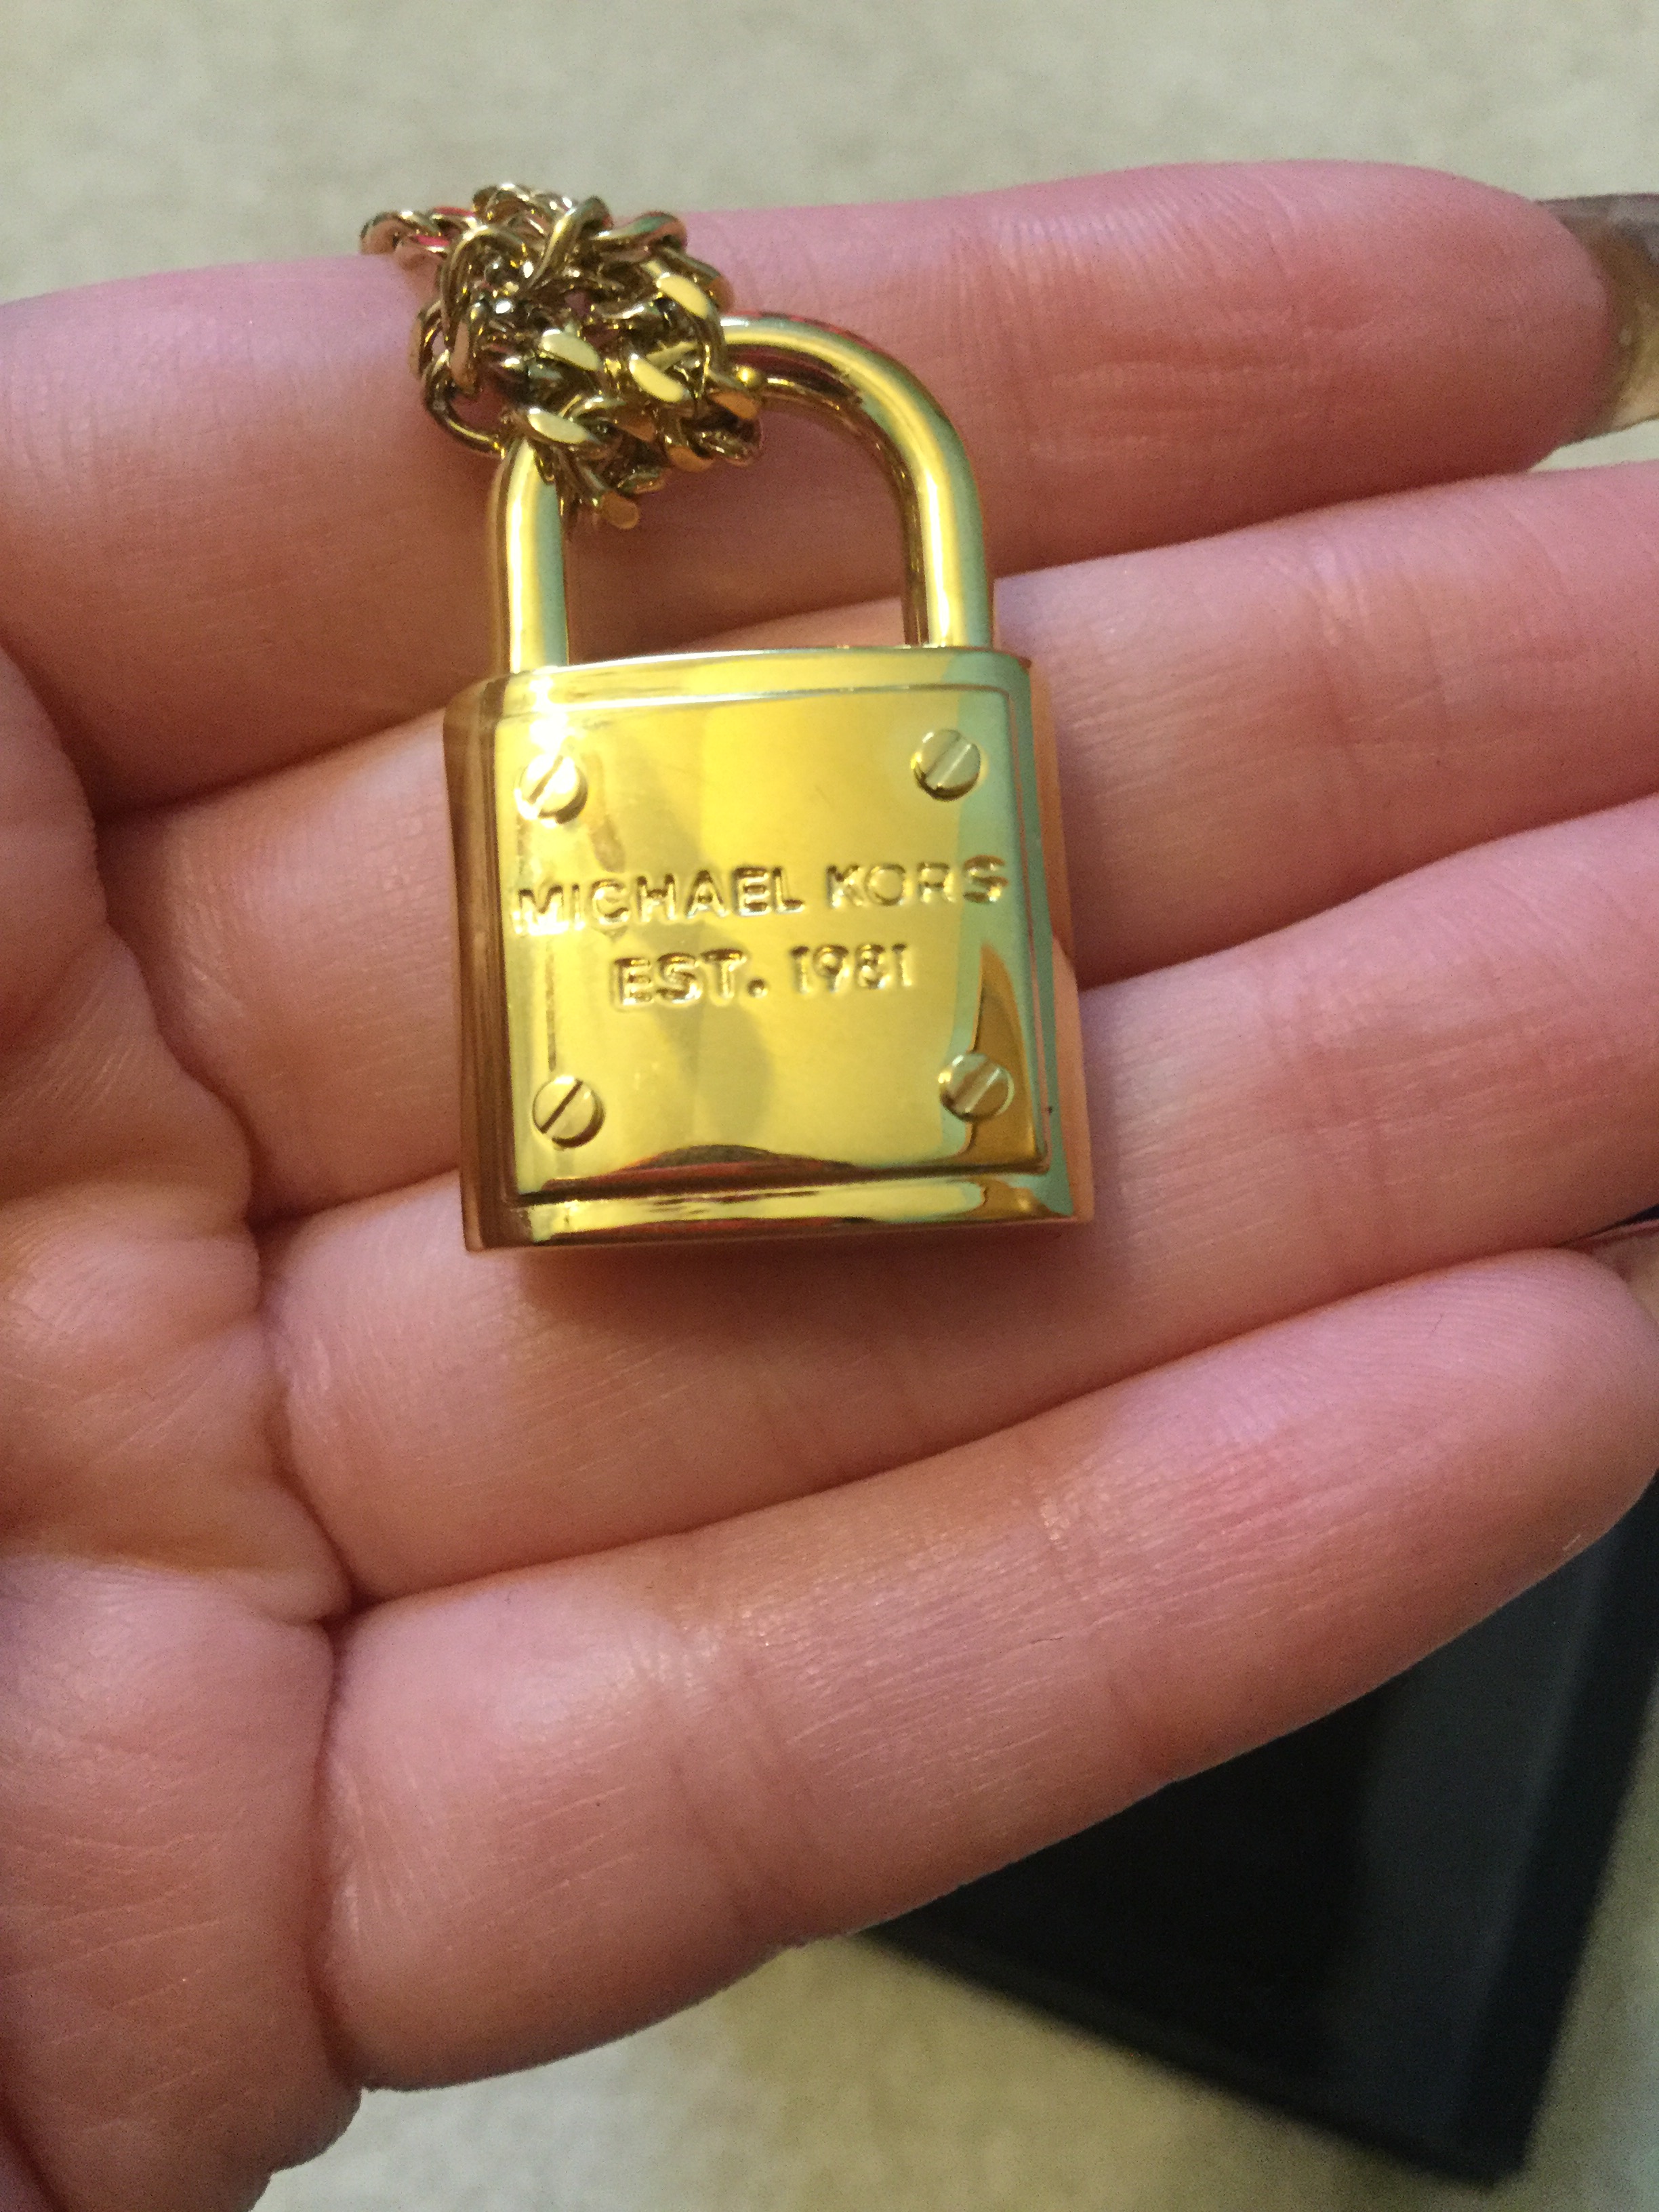 MICHAEL KORS
EST. 1981